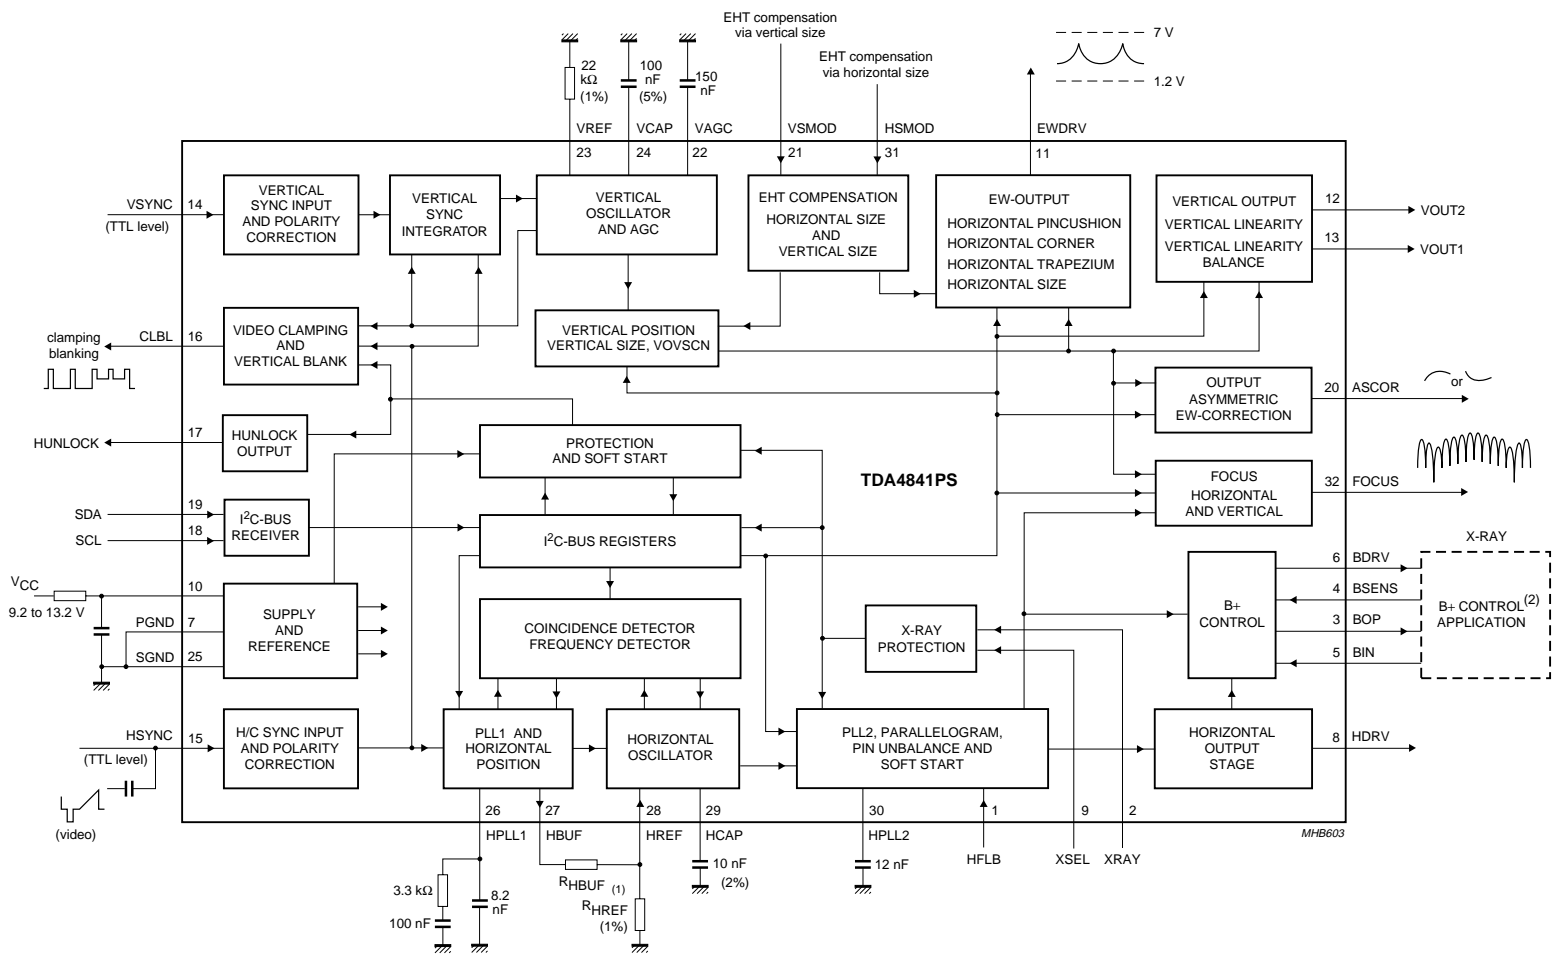 EHT compensation
via vertical size
EHT compensation
via horizontal size
7 V
1.2 V
22
kΩ
(1%)
100
nF
(5%)
150
nF
VREF
VCAP
VAGC
VSMOD
HSMOD
EWDRV
23
24
22
21
31
11
VSYNC
(TTL level)
14
VERTICAL
SYNC INPUT
AND POLARITY
CORRECTION
VERTICAL
SYNC
INTEGRATOR
VERTICAL
OSCILLATOR
AND AGC
EHT COMPENSATION
HORIZONTAL SIZE
AND
VERTICAL SIZE
EW-OUTPUT
HORIZONTAL PINCUSHION
HORIZONTAL CORNER
HORIZONTAL TRAPEZIUM
HORIZONTAL SIZE
VERTICAL OUTPUT
VERTICAL LINEARITY
VERTICAL LINEARITY
BALANCE
12
VOUT2
13
VOUT1
clamping
blanking
CLBL
16
VIDEO CLAMPING
AND
VERTICAL BLANK
VERTICAL POSITION
VERTICAL SIZE, VOVSCN
OUTPUT
ASYMMETRIC
EW-CORRECTION
20
ASCOR
or
HUNLOCK
17
HUNLOCK
OUTPUT
PROTECTION
AND SOFT START
TDA4841PS
FOCUS
HORIZONTAL
AND VERTICAL
32
FOCUS
SDA
19
SCL
18
I2C-BUS
RECEIVER
I2C-BUS REGISTERS
X-RAY
VCC
9.2 to 13.2 V
10
PGND
7
SGND
25
SUPPLY
AND
REFERENCE
COINCIDENCE DETECTOR
FREQUENCY DETECTOR
X-RAY
PROTECTION
B+
CONTROL
6
BDRV
4
BSENS
3
BOP
5
BIN
B+ CONTROL(2)
APPLICATION
HSYNC
(TTL level)
15
H/C SYNC INPUT
AND POLARITY
CORRECTION
PLL1 AND
HORIZONTAL
POSITION
HORIZONTAL
OSCILLATOR
PLL2, PARALLELOGRAM,
PIN UNBALANCE AND
SOFT START
HORIZONTAL
OUTPUT
STAGE
8
HDRV
(video)
26
27
28
29
30
1
9
2
HPLL1
HBUF
HREF
HCAP
HPLL2
HFLB
XSEL
XRAY
MHB603
3.3 kΩ
100 nF
8.2
nF
RHBUF (1)
RHREF
(1%)
10 nF
(2%)
12 nF